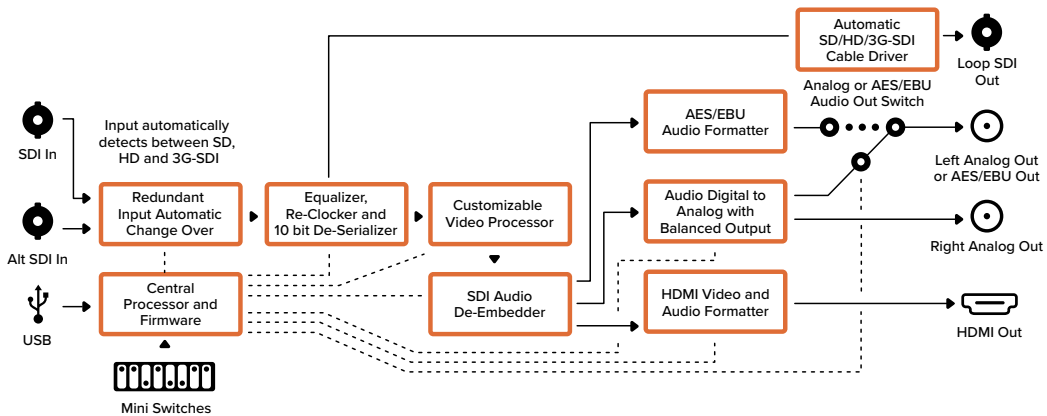 Automatic
SD/HD/3G-SDI
Cable Driver
Loop SDI
Out
Analog or AES/EBU
Audio Out Switch
SDI In
Input automatically
detects between SD,
HD and 3G-SDI
AES/EBU
Audio Formatter
Left Analog Out
or AES/EBU Out
Redundant
Input Automatic
Change Over
Equalizer,
Re-Clocker and
10 bit De-Serializer
Customizable
Video Processor
Audio Digital to
Analog with
Balanced Output
Right Analog Out
Alt SDI In
Central
Processor and
Firmware
SDI Audio
De-Embedder
HDMI Video and
Audio Formatter
HDMI Out
USB
Mini Switches